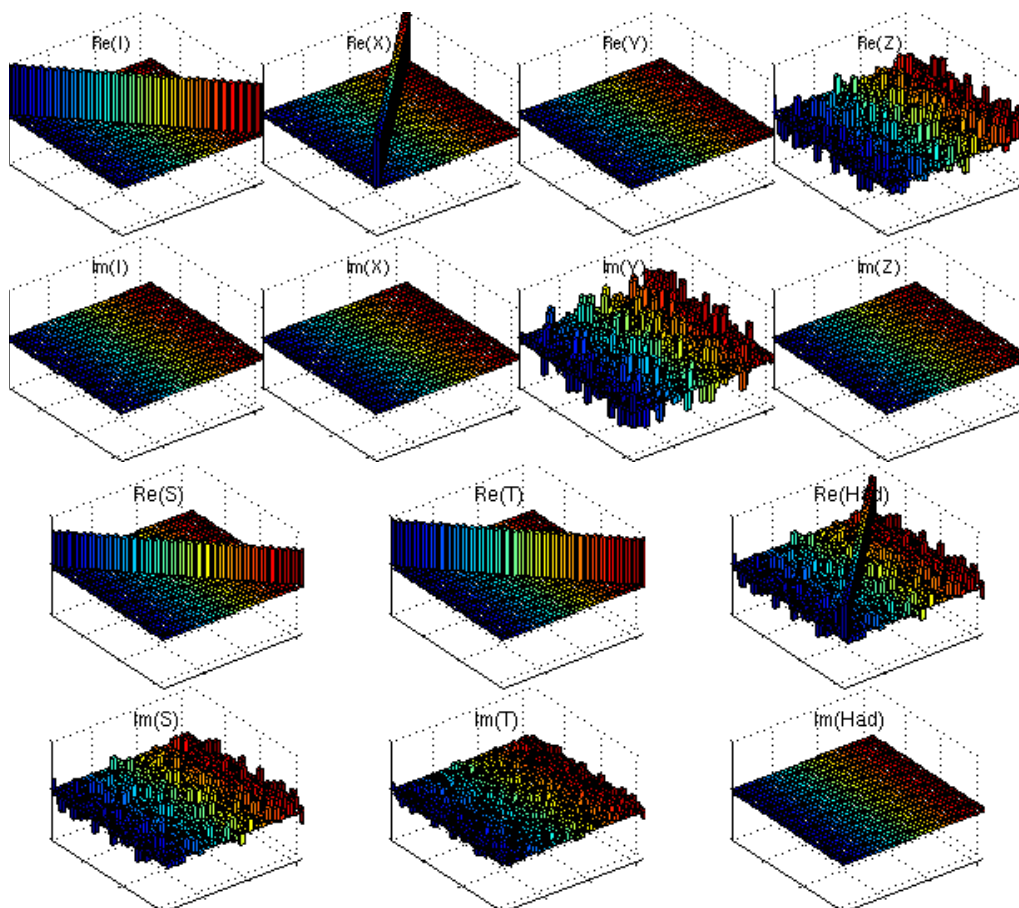 Re(I)
Re(X)
Re(Y)
Re(Z)
Im(I)
Im(X)
Im(Y)
Im(Z)
Re(S)
Re(T)
Re(Had)
Im(S)
Im(T)
Im(Had)